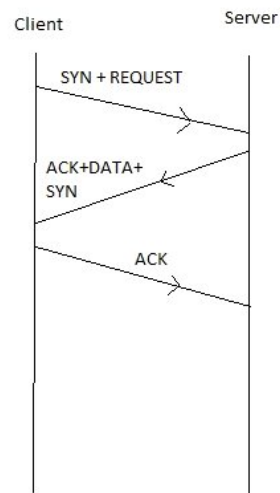 Client
Server
SYN + REQUEST
ACK+DATA+
SYN
ACK